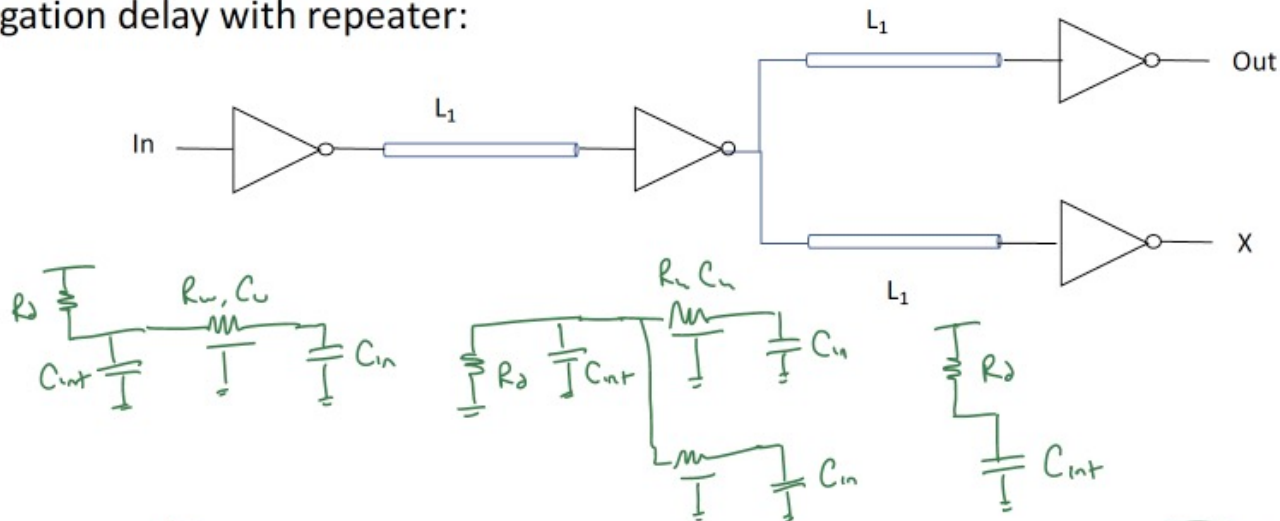 gation delay with repeater:
L₁
Out
L₁
In
X
L₁
Rd
Rw, Cw
Cint
Cin
Rd
Cint
Rw Cw
Cin
Cin
Rd
Cint